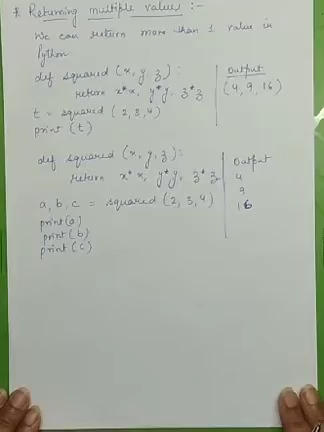 * Returning multiple values :-
We can return more than 1 value in
Python
def squared (x, y, z):
return x*x, y*y, z*z
t = squared (2,3,4)
print (t)
Output
(4, 9, 16)
def squared (x, y, z):
return x*x, y*y, z*z
a, b, c = squared (2, 3, 4)
print(a)
print(b)
print(c)
Output
4
9
16